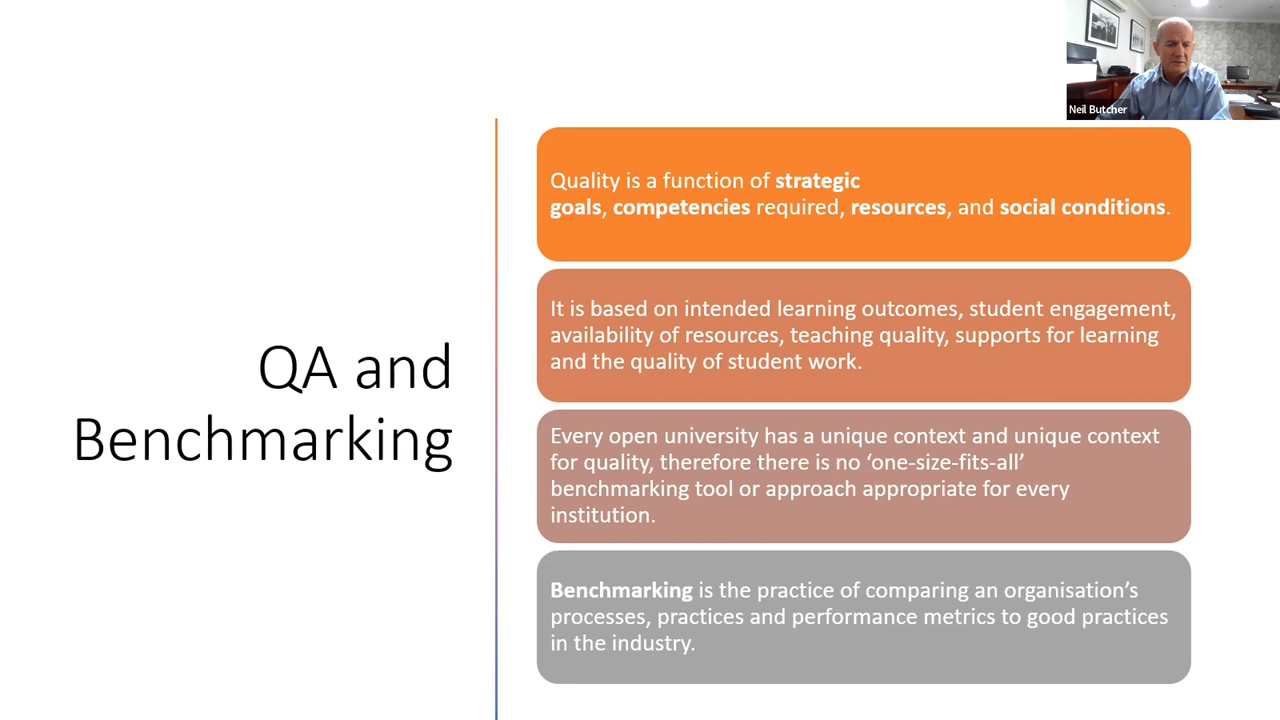 Neil Butcher
QA and
Benchmarking
Quality is a function of strategic
goals, competencies required, resources, and social conditions.
It is based on intended learning outcomes, student engagement,
availability of resources, teaching quality, supports for learning
and the quality of student work.
Every open university has a unique context and unique context
for quality, therefore there is no ‘one-size-fits-all’
benchmarking tool or approach appropriate for every
institution.
Benchmarking is the practice of comparing an organisation’s
processes, practices and performance metrics to good practices
in the industry.